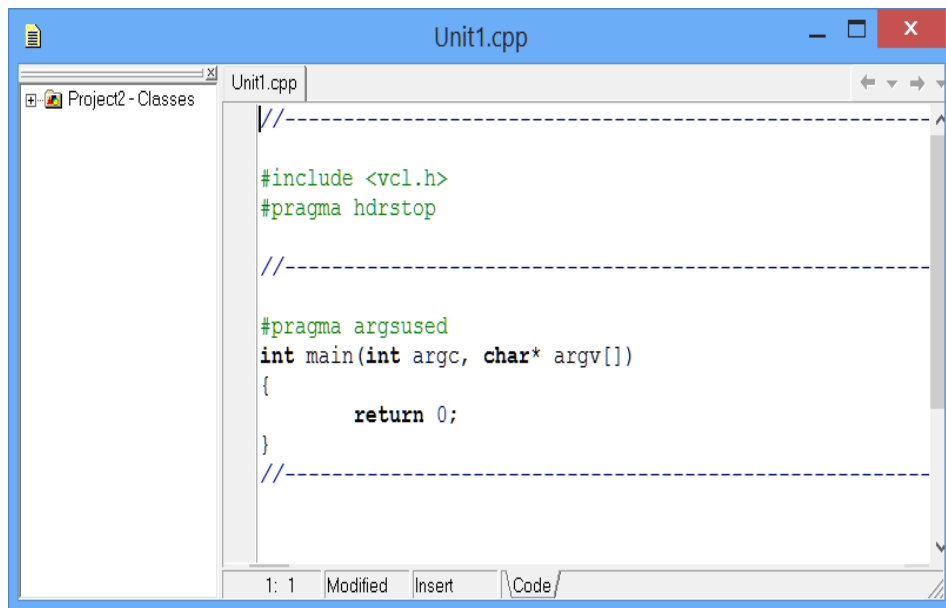 Unit1.cpp
Project2 - Classes
Unit1.cpp
//-------------------------------------------------------
#include <vcl.h>
#pragma hdrstop
//-------------------------------------------------------
#pragma argsused
int main(int argc, char* argv[])
{
return 0;
}
//-------------------------------------------------------
1: 1 Modified Insert Code